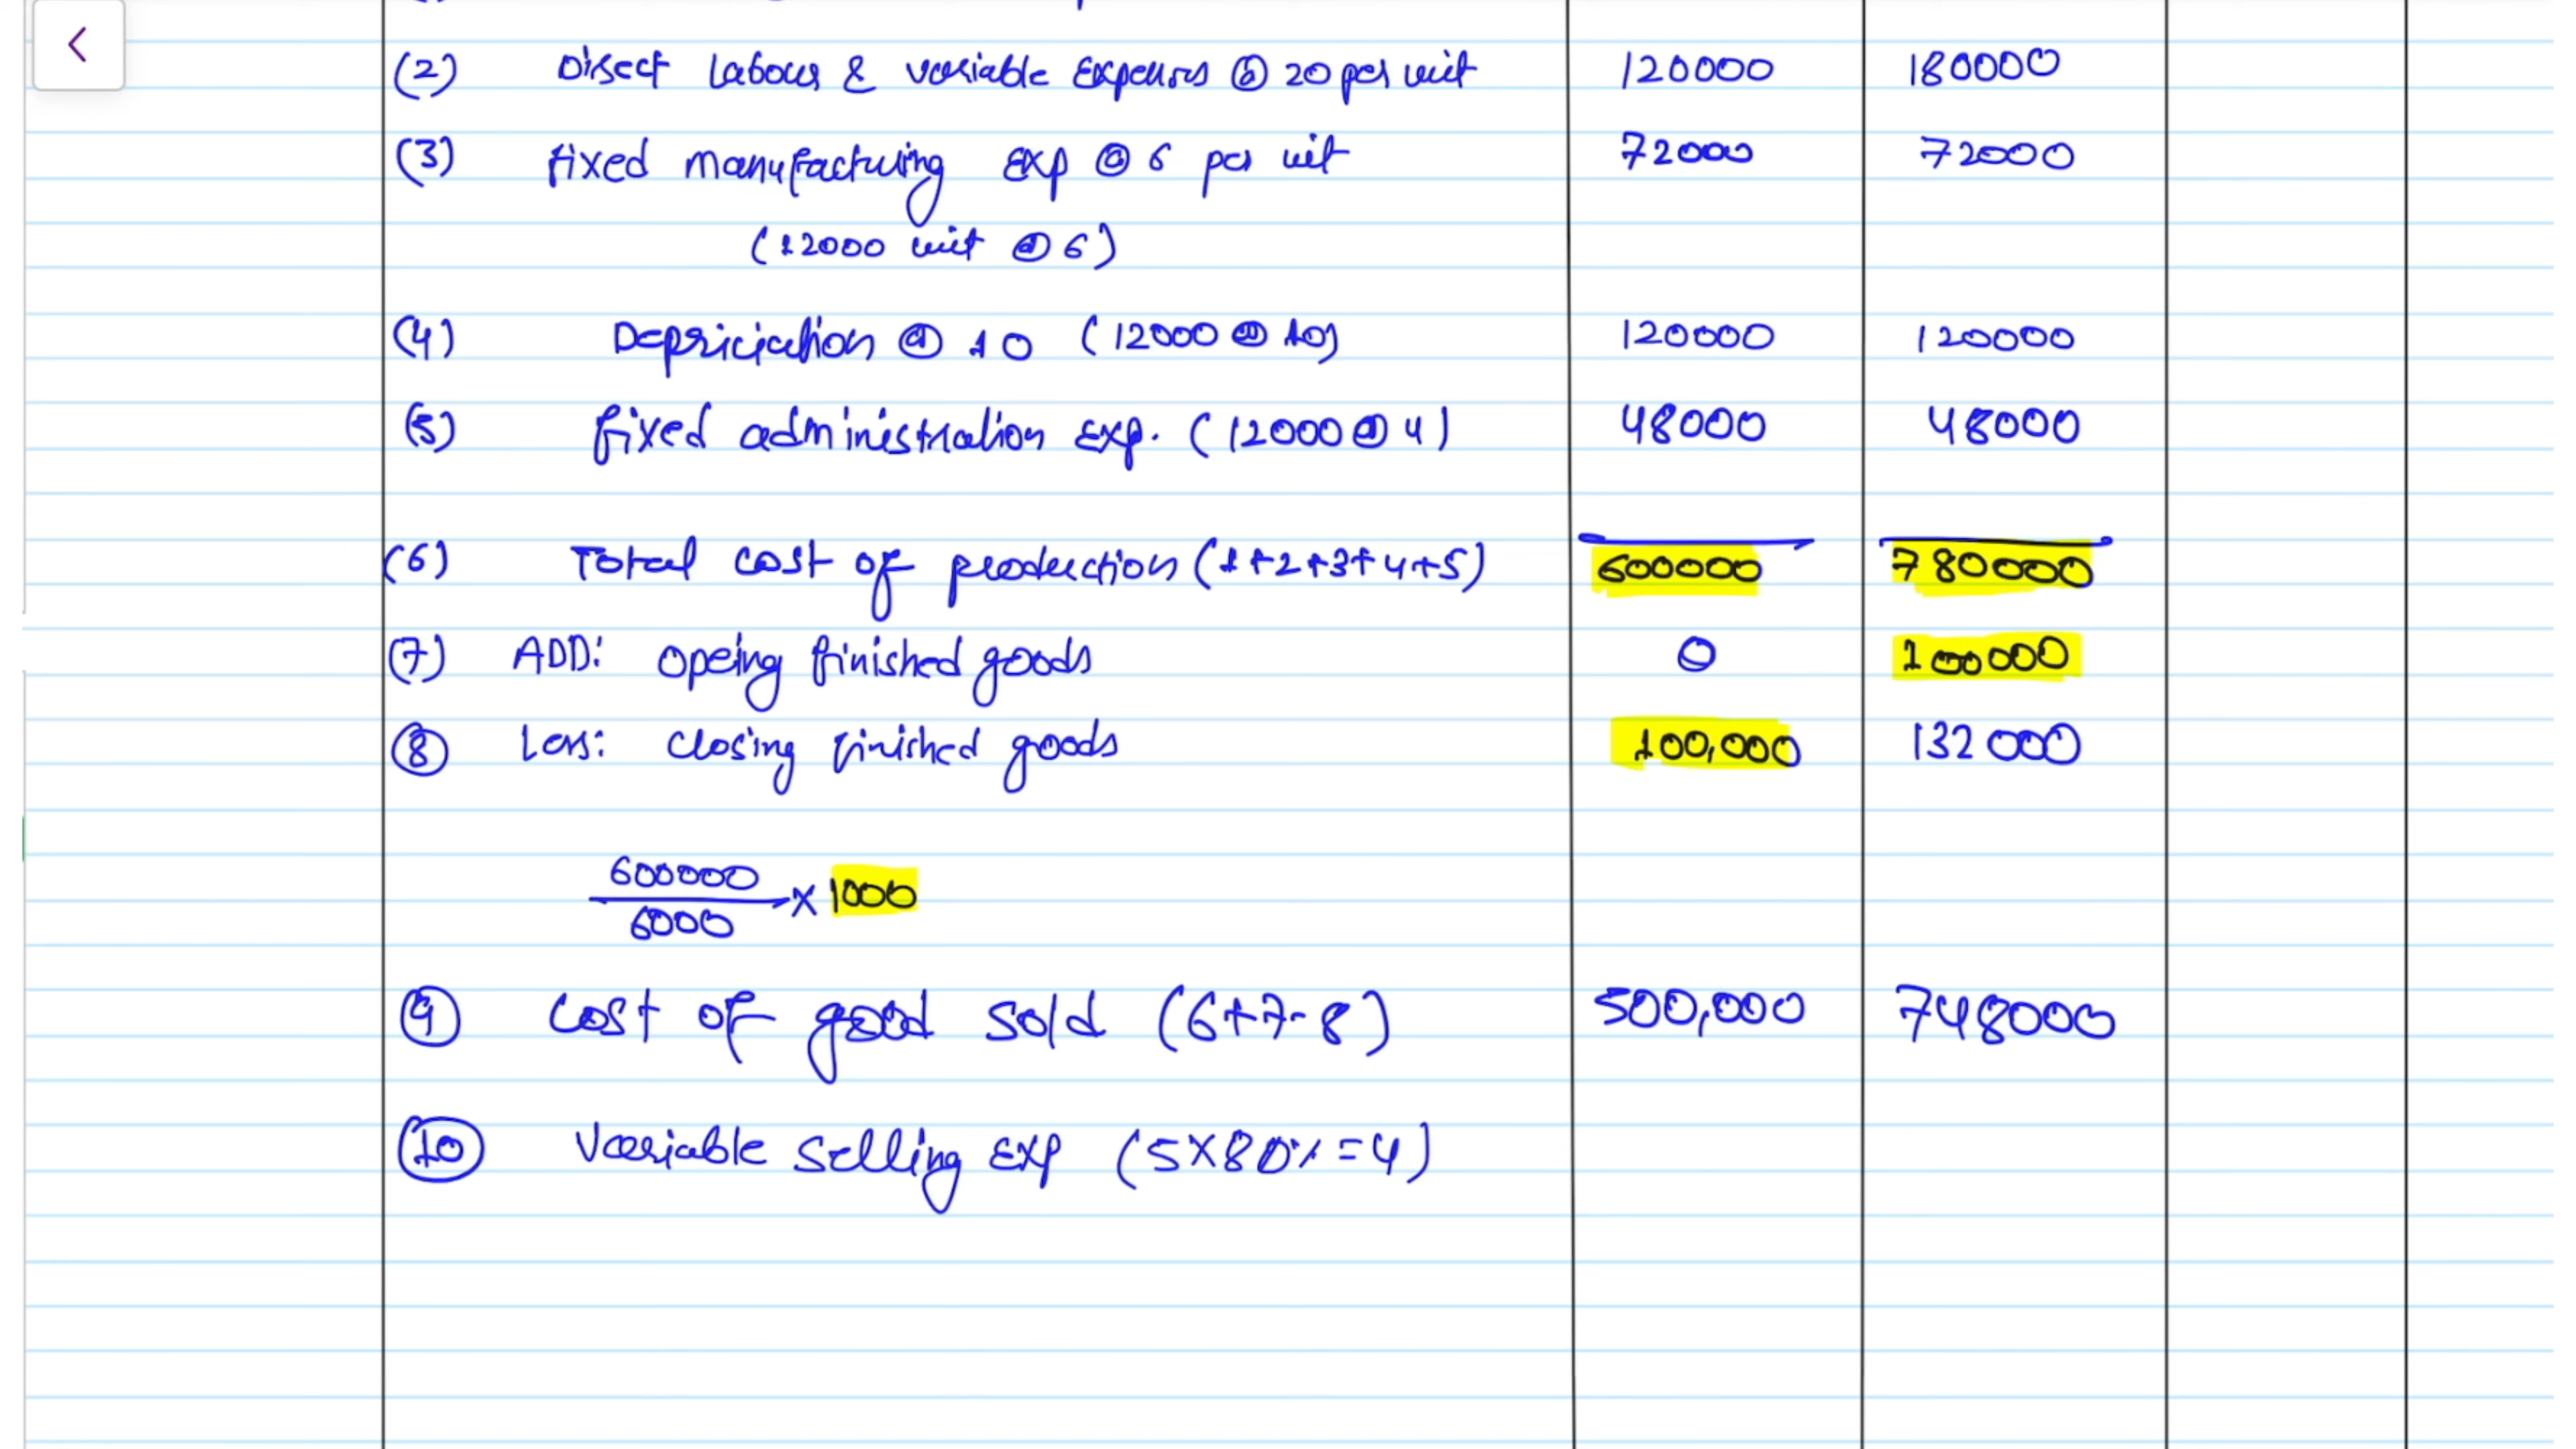 (2) Direct labour & variable Expenses @ 20 per unit 120000 180000
(3) Fixed manufacturing Exp @ 6 per unit 72000 72000
(12000 unit @ 6)
(4) Depriciation @ 10 (12000 @ 10) 120000 120000
(5) fixed administration Exp. (12000 @ 4) 48000 48000
(6) Total cost of production (1+2+3+4+5) 600000 780000
(7) ADD: opeing finished goods 0 100000
(8) Less: closing finished goods 100,000 132000
600000
× 1000
6000
(9) Cost of good sold (6+7-8) 500,000 748000
(10) Variable selling Exp (5×80%=4)